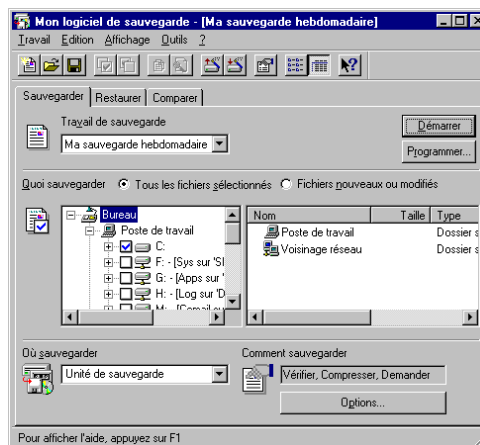 Mon logiciel de sauvegarde - [Ma sauvegarde hebdomadaire]
Travail Edition Affichage Outils ?
Sauvegarder Restaurer Comparer
Travail de sauvegarde
Démarrer
Ma sauvegarde hebdomadaire
Programmer...
Quoi sauvegarder Tous les fichiers sélectionnés Fichiers nouveaux ou modifiés
Bureau
Poste de travail
C:
F: - [Sys sur 'SI
G: - [Apps sur '
H: - [Log sur 'D
Nom Taille Type
Poste de travail Dossier s
Voisinage réseau Dossier s
Où sauvegarder
Comment sauvegarder
Unité de sauvegarde
Vérifier, Compresser, Demander
Options...
Pour afficher l'aide, appuyez sur F1